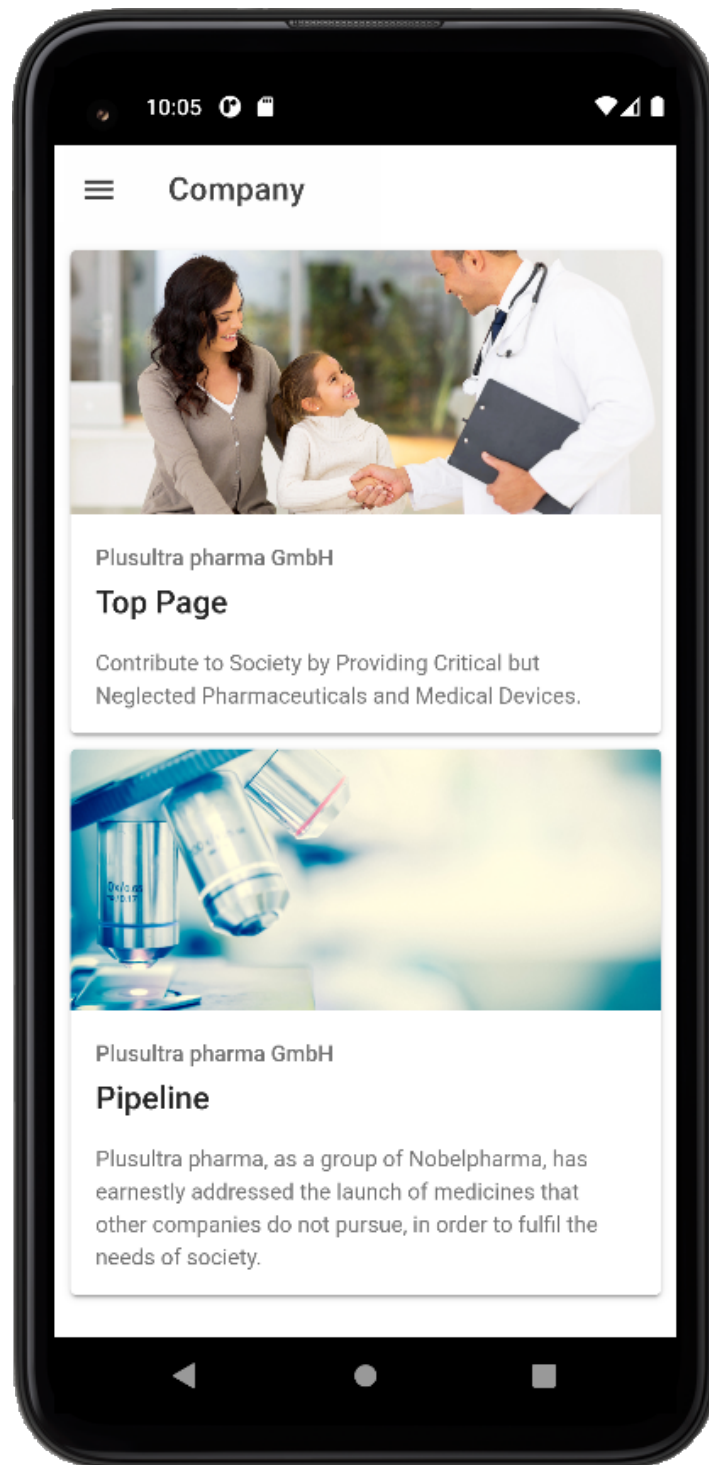 10:05
Company
Plusultra pharma GmbH
Top Page
Contribute to Society by Providing Critical but
Neglected Pharmaceuticals and Medical Devices.
Plusultra pharma GmbH
Pipeline
Plusultra pharma, as a group of Nobelpharma, has
earnestly addressed the launch of medicines that
other companies do not pursue, in order to fulfil the
needs of society.